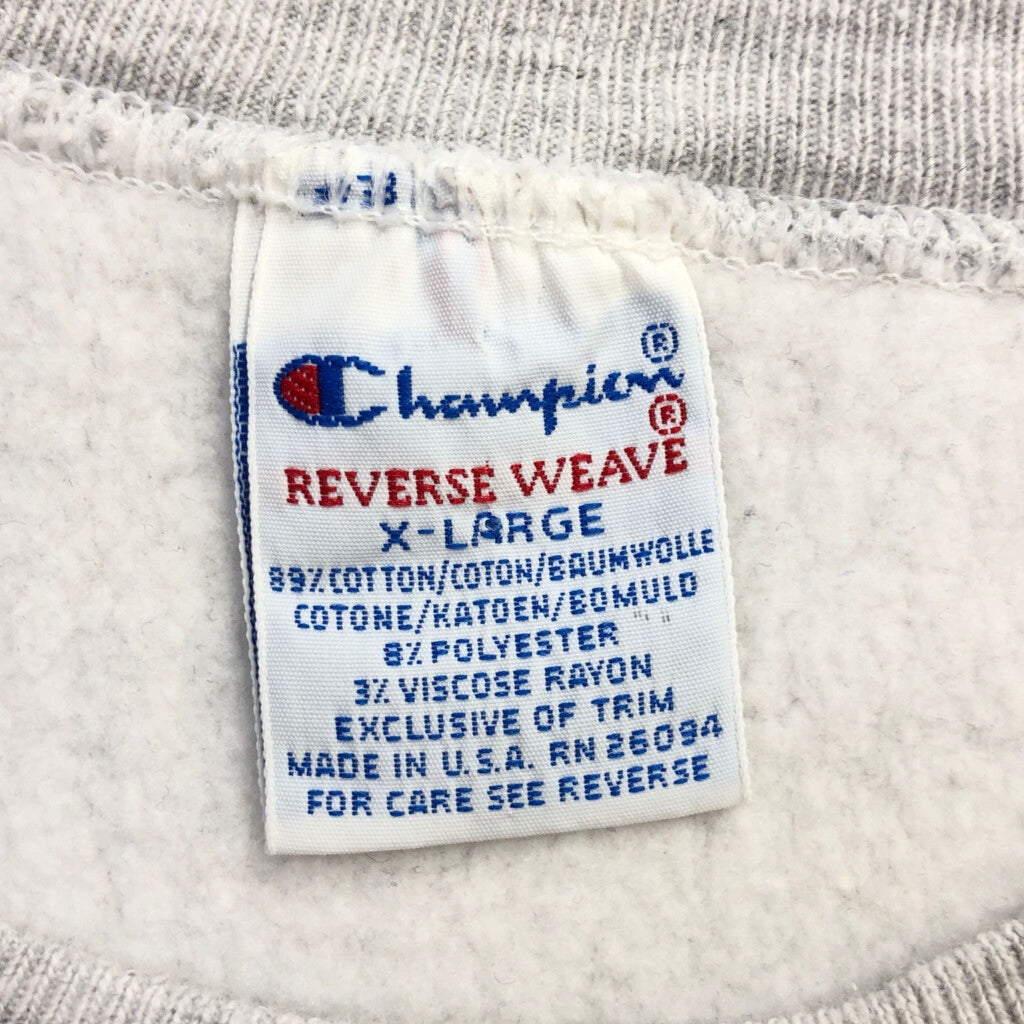 Champion®
REVERSE WEAVE®
X-LARGE
89% COTTON/COTON/BAUMWOLLE
COTONE/KATOEN/BOMULD
8% POLYESTER
3% VISCOSE RAYON
EXCLUSIVE OF TRIM
MADE IN U.S.A. RN 26094
FOR CARE SEE REVERSE